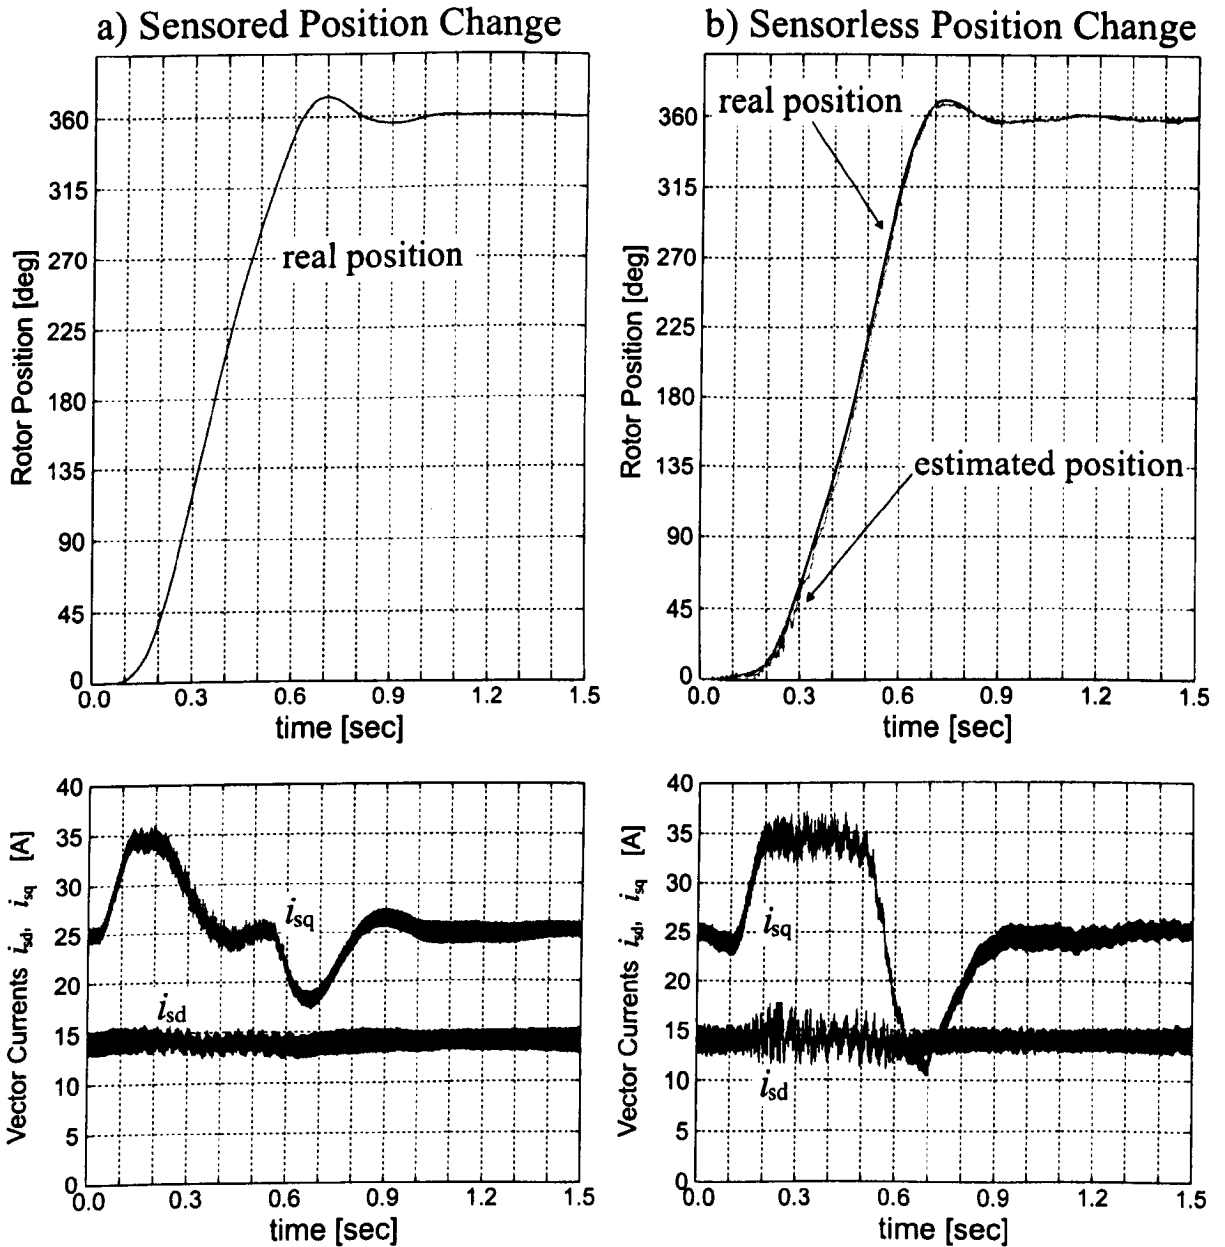 a) Sensored Position Change
b) Sensorless Position Change
Rotor Position [deg]
360
315
270
225
180
135
90
45
0
real position
0.0 0.3 0.6 0.9 1.2 1.5
time [sec]
Rotor Position [deg]
360
315
270
225
180
135
90
45
0
real position
estimated position
0.0 0.3 0.6 0.9 1.2 1.5
time [sec]
Vector Currents isd, isq [A]
40
35
30
25
20
15
10
5
0
isq
isd
0.0 0.3 0.6 0.9 1.2 1.5
time [sec]
Vector Currents isd, isq [A]
40
35
30
25
20
15
10
5
0
isq
isd
0.0 0.3 0.6 0.9 1.2 1.5
time [sec]